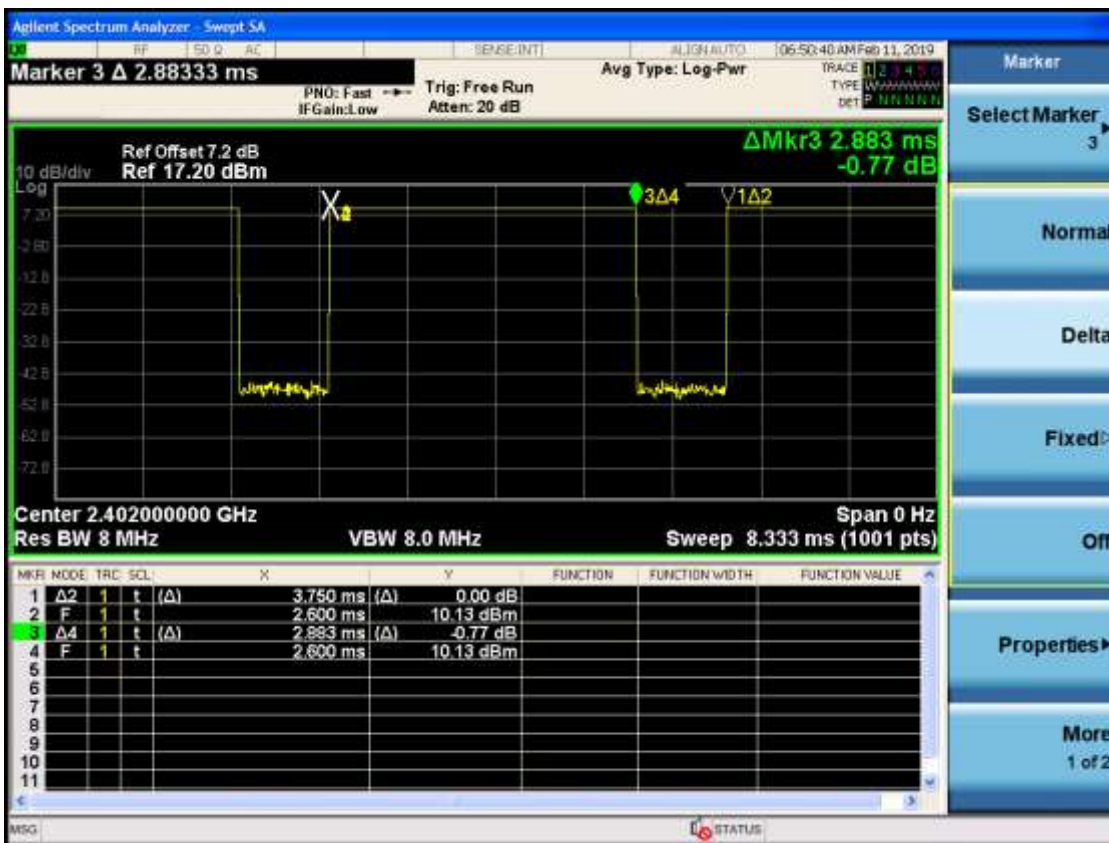 Agilent Spectrum Analyzer - Swept SA
RF 50 Ω AC SENSE:INT ALIGN AUTO 06:50:40 AM Feb 11, 2019
Marker 3 Δ 2.88333 ms
PNO: Fast
IFGain:Low
Trig: Free Run
Atten: 20 dB
Avg Type: Log-Pwr
TRACE 1 2 3 4 5 6
TYPE WWWWWW
DET P N N N N N
ΔMkr3 2.883 ms
-0.77 dB
Ref Offset 7.2 dB
10 dB/div Ref 17.20 dBm
Log
7.20
-2.80
-12.8
-22.8
-32.8
-42.8
-52.8
-62.8
-72.8
3Δ4
1Δ2
Center 2.402000000 GHz Span 0 Hz
Res BW 8 MHz VBW 8.0 MHz Sweep 8.333 ms (1001 pts)
MKR MODE TRC SCL X Y FUNCTION FUNCTION WIDTH FUNCTION VALUE
1 Δ2 1 t (Δ) 3.750 ms (Δ) 0.00 dB
2 F 1 t 2.600 ms 10.13 dBm
3 Δ4 1 t (Δ) 2.883 ms (Δ) -0.77 dB
4 F 1 t 2.600 ms 10.13 dBm
5
6
7
8
9
10
11
MSG STATUS
Marker
Select Marker
3
Normal
Delta
Fixed
Off
Properties
More
1 of 2